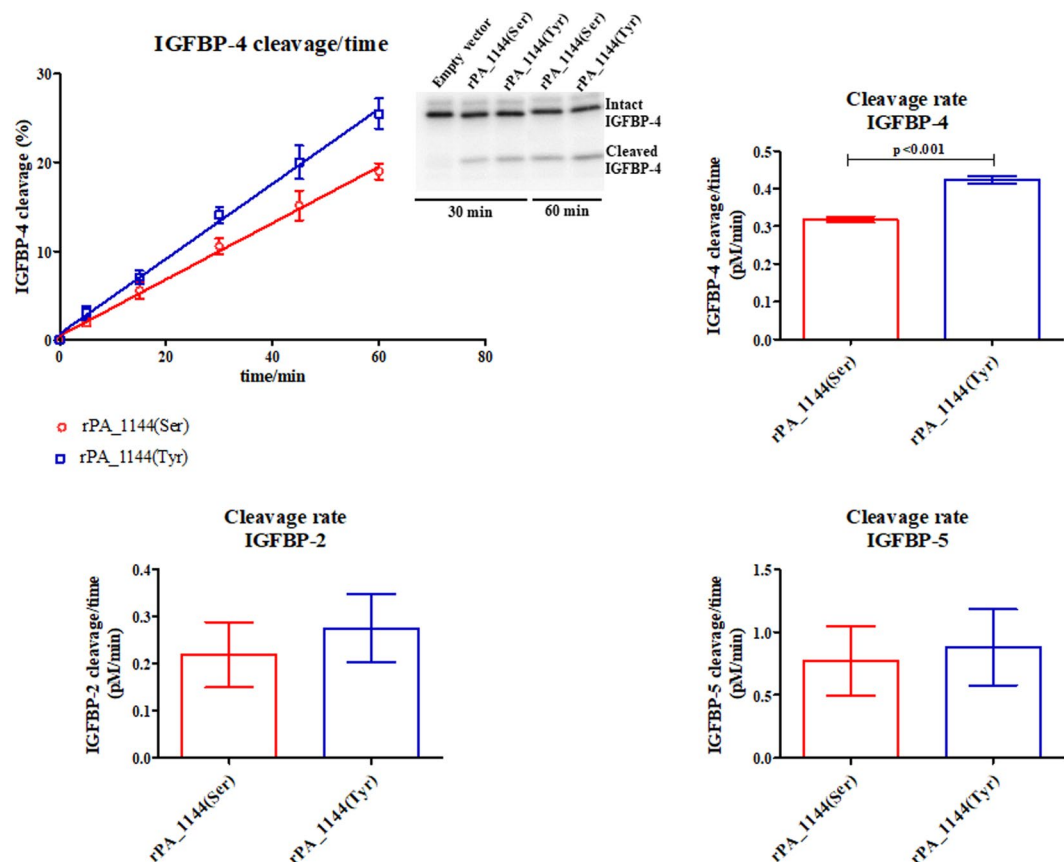 IGFBP-4 cleavage/time
IGFBP-4 cleavage (%)
30
20
10
0
0
20
40
60
80
time/min
rPA_1144(Ser)
rPA_1144(Tyr)
Empty vector
rPA_1144(Ser)
rPA_1144(Tyr)
rPA_1144(Ser)
rPA_1144(Tyr)
Intact
IGFBP-4
Cleaved
IGFBP-4
30 min
60 min
Cleavage rate
IGFBP-4
p<0.001
IGFBP-4 cleavage/time
(pM/min)
0.5
0.4
0.3
0.2
0.1
0.0
rPA_1144(Ser)
rPA_1144(Tyr)
Cleavage rate
IGFBP-2
IGFBP-2 cleavage/time
(pM/min)
0.4
0.3
0.2
0.1
0.0
rPA_1144(Ser)
rPA_1144(Tyr)
Cleavage rate
IGFBP-5
IGFBP-5 cleavage/time
(pM/min)
1.5
1.0
0.5
0.0
rPA_1144(Ser)
rPA_1144(Tyr)